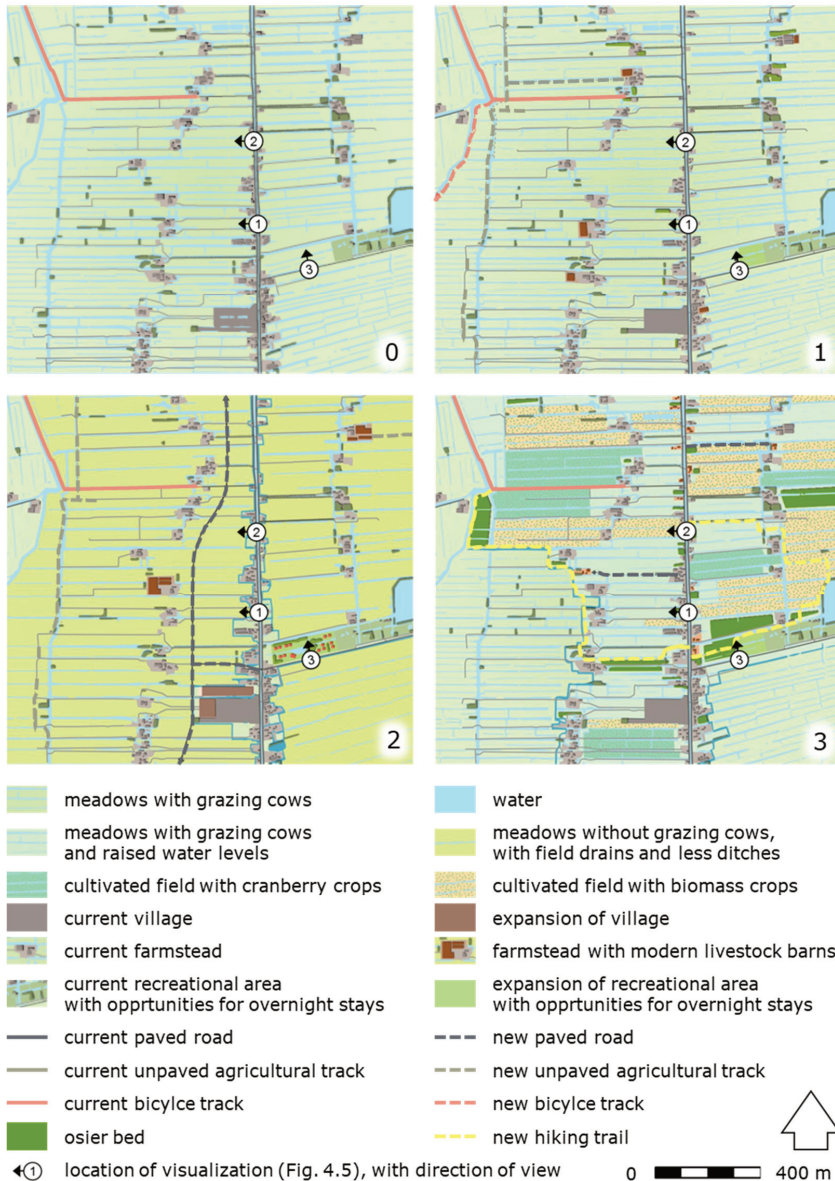 2
1
3
0
2
1
3
1
2
1
3
2
2
1
3
3
meadows with grazing cows
water
meadows with grazing cows
and raised water levels
meadows without grazing cows,
with field drains and less ditches
cultivated field with cranberry crops
cultivated field with biomass crops
current village
expansion of village
current farmstead
farmstead with modern livestock barns
current recreational area
with opprtunities for overnight stays
expansion of recreational area
with opprtunities for overnight stays
current paved road
new paved road
current unpaved agricultural track
new unpaved agricultural track
current bicylce track
new bicylce track
osier bed
new hiking trail
1 location of visualization (Fig. 4.5), with direction of view
0 400 m